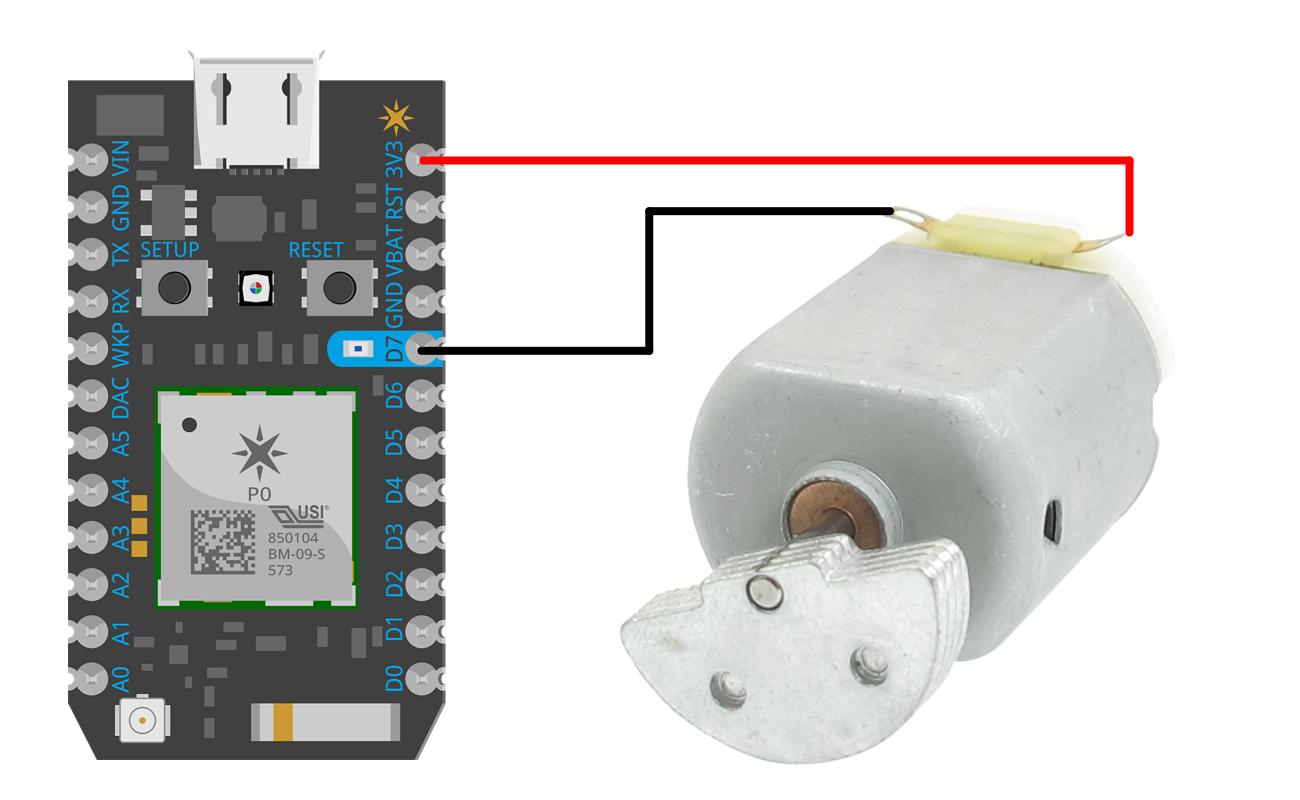 VIN
GND
TX
RX
WKP
DAC
A5
A4
A3
A2
A1
A0
SETUP
RESET
3V3
RST
VBAT
GND
D7
D6
D5
D4
D3
D2
D1
D0
P0
USI®
850104
BM-09-S
573